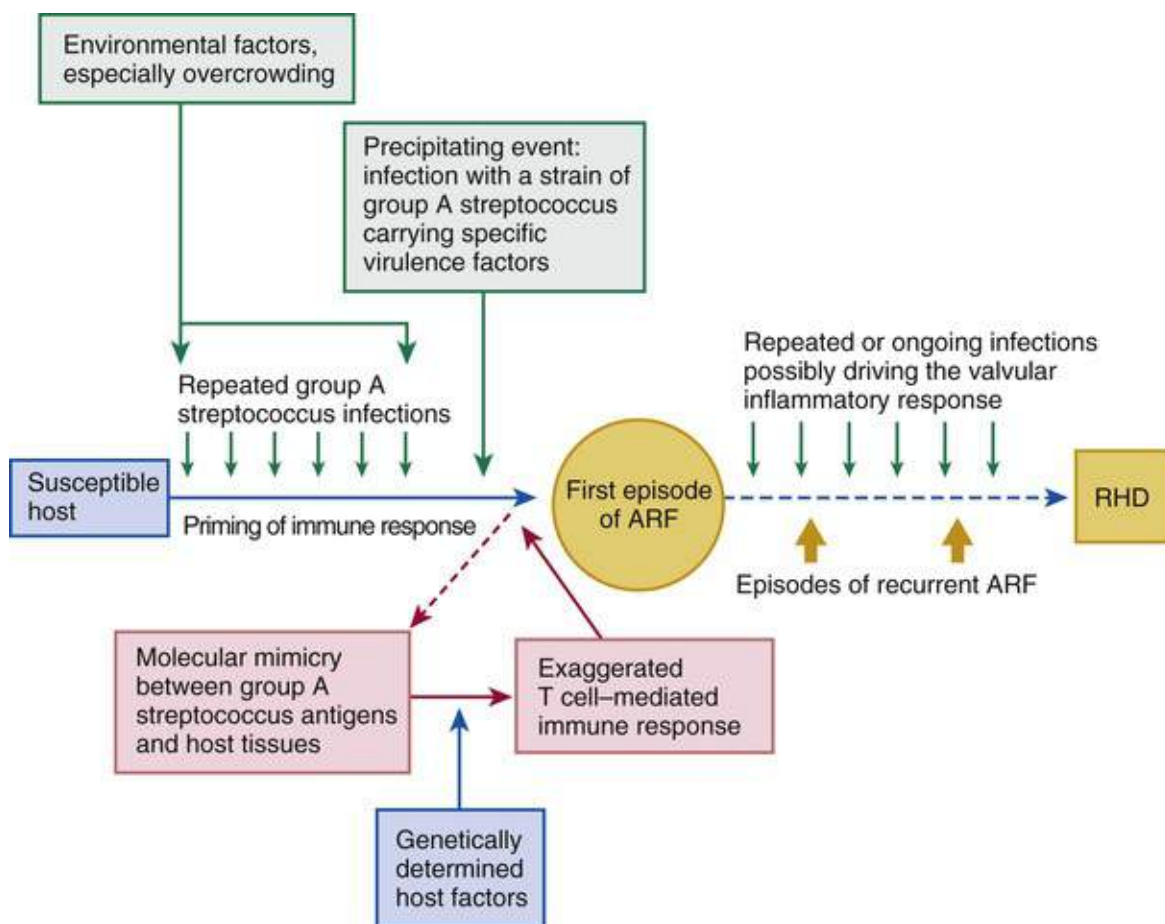 Environmental factors,
especially overcrowding
Precipitating event:
infection with a strain of
group A streptococcus
carrying specific
virulence factors
Repeated group A
streptococcus infections
Repeated or ongoing infections
possibly driving the valvular
inflammatory response
Susceptible
host
Priming of immune response
First episode
of ARF
RHD
Episodes of recurrent ARF
Molecular mimicry
between group A
streptococcus antigens
and host tissues
Exaggerated
T cell–mediated
immune response
Genetically
determined
host factors